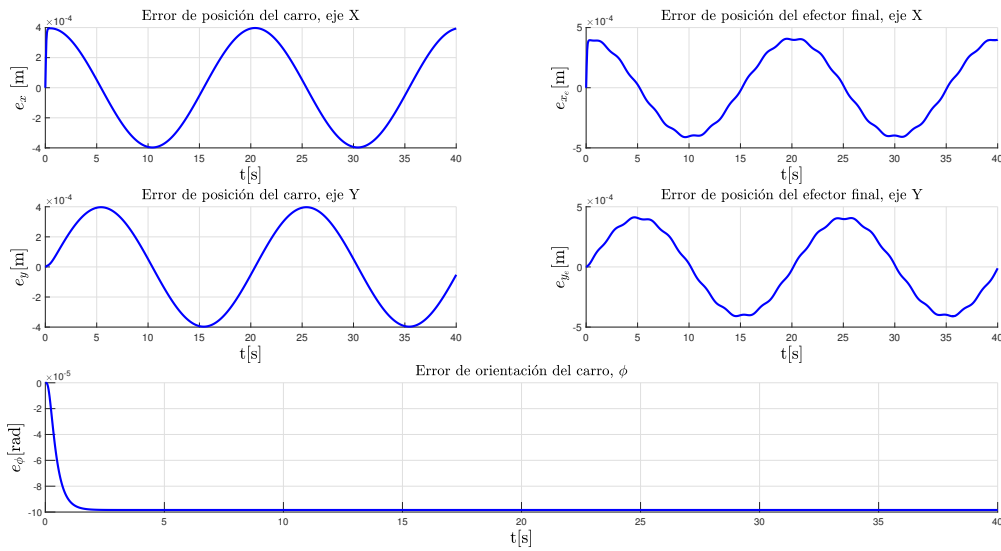 Error de posición del carro, eje X
×10⁻⁴
4
2
0
-2
-4
e_x [m]
0 5 10 15 20 25 30 35 40
t[s]
Error de posición del efector final, eje X
×10⁻⁴
5
0
-5
e_{x_e} [m]
0 5 10 15 20 25 30 35 40
t[s]
Error de posición del carro, eje Y
×10⁻⁴
4
2
0
-2
-4
e_y[m]
0 5 10 15 20 25 30 35 40
t[s]
Error de posición del efector final, eje Y
×10⁻⁴
5
0
-5
e_{y_e}[m]
0 5 10 15 20 25 30 35 40
t[s]
Error de orientación del carro, ϕ
×10⁻⁵
0
-2
-4
-6
-8
-10
e_ϕ[rad]
0 5 10 15 20 25 30 35 40
t[s]